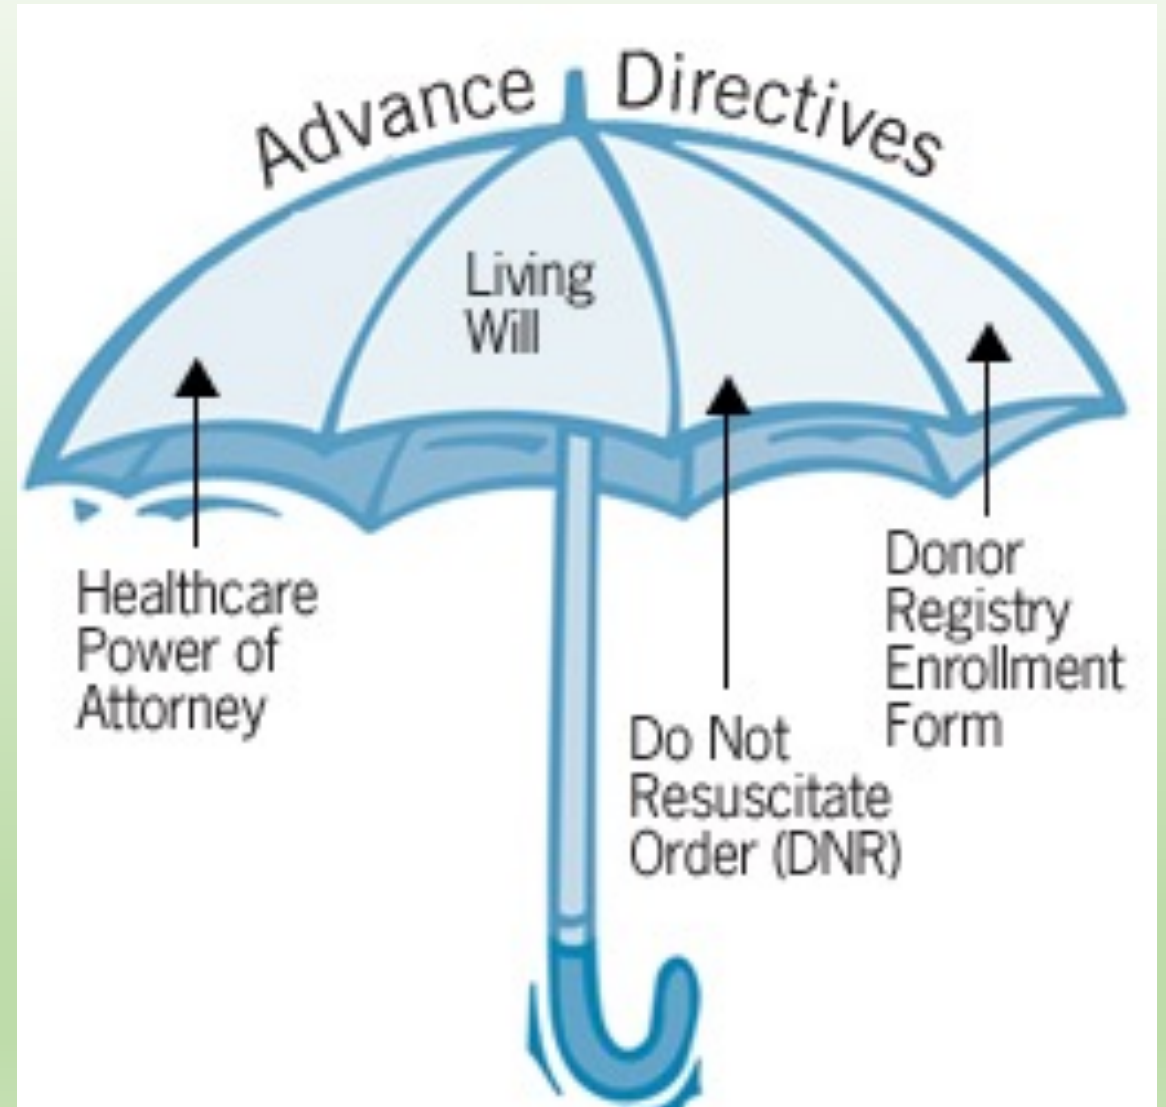 Advance Directives
Living
Will
Healthcare
Power of
Attorney
Do Not
Resuscitate
Order (DNR)
Donor
Registry
Enrollment
Form